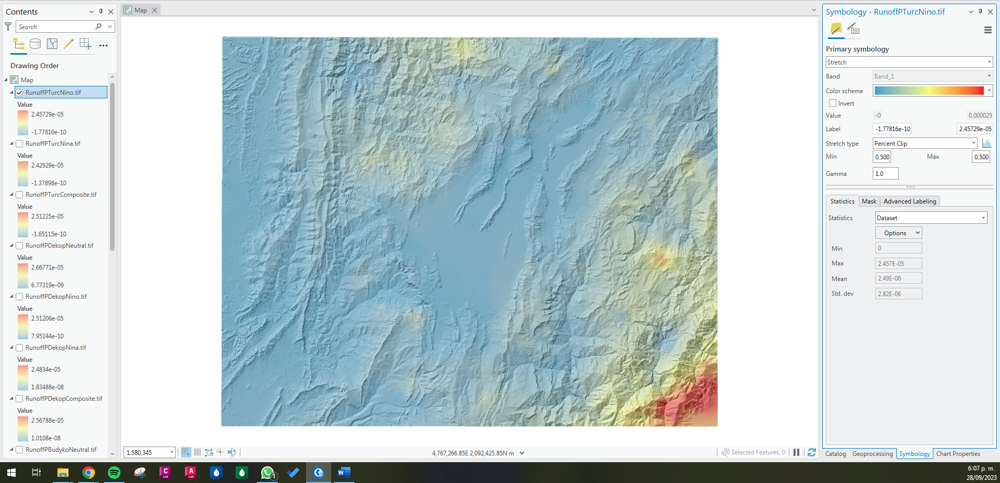 Contents
Search
Drawing Order
Map
RunoffPTurcNino.tif
Value
2.45729e-05
-1.77816e-10
RunoffPTurcNina.tif
Value
2.42929e-05
-1.37898e-10
RunoffPTurcComposite.tif
Value
2.51225e-05
-1.65115e-10
RunoffPDekopNeutral.tif
Value
2.66771e-05
6.77319e-09
RunoffPDekopNino.tif
Value
2.51206e-05
7.95144e-10
RunoffPDekopNina.tif
Value
2.4834e-05
1.83488e-08
RunoffPDekopComposite.tif
Value
2.56788e-05
1.0108e-08
RunoffPBudykoNeutral.tif
Map
1:580,345
4,767,266.85E 2,092,425.85N m
Selected Features: 0
Symbology - RunoffPTurcNino.tif
Primary symbology
Stretch
Band Band_1
Color scheme
Invert
Value -0 0.000025
Label -1.77816e-10 2.45729e-05
Stretch type Percent Clip
Min 0.500 Max 0.500
Gamma 1.0
Statistics Mask Advanced Labeling
Statistics Dataset
Options
Min 0
Max 2.457E-05
Mean 2.49E-06
Std. dev 2.82E-06
Catalog Geoprocessing Symbology Chart Properties
C
C3D
A
CAD
1
W
6:07 p. m.
28/09/2023